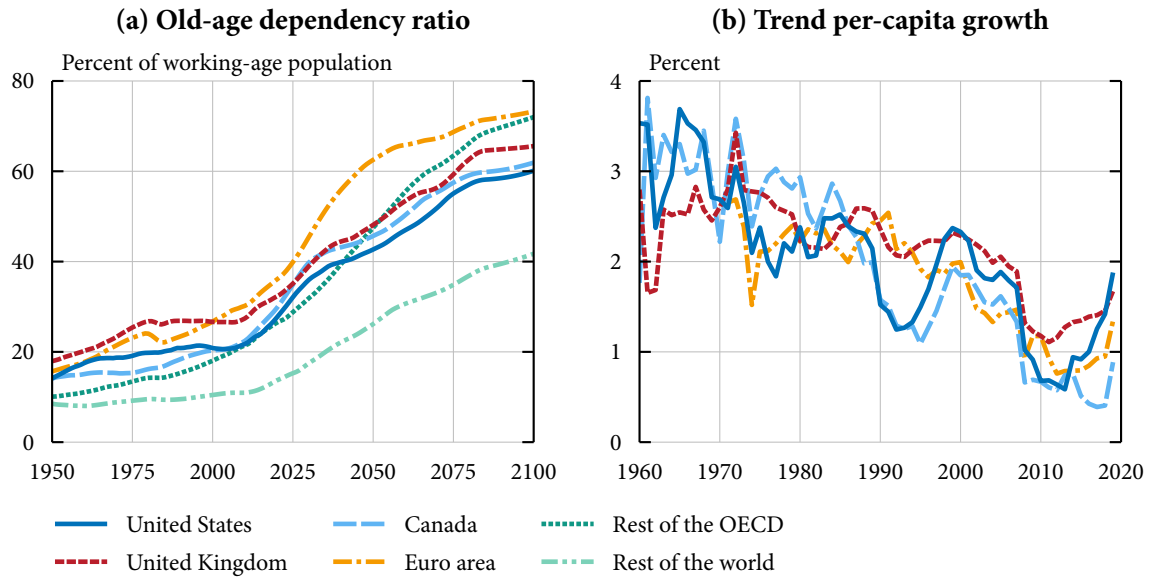 (a) Old-age dependency ratio
Percent of working-age population
80
60
40
20
0
1950 1975 2000 2025 2050 2075 2100
(b) Trend per-capita growth
Percent
4
3
2
1
0
1960 1970 1980 1990 2000 2010 2020
United States Canada Rest of the OECD
United Kingdom Euro area Rest of the world